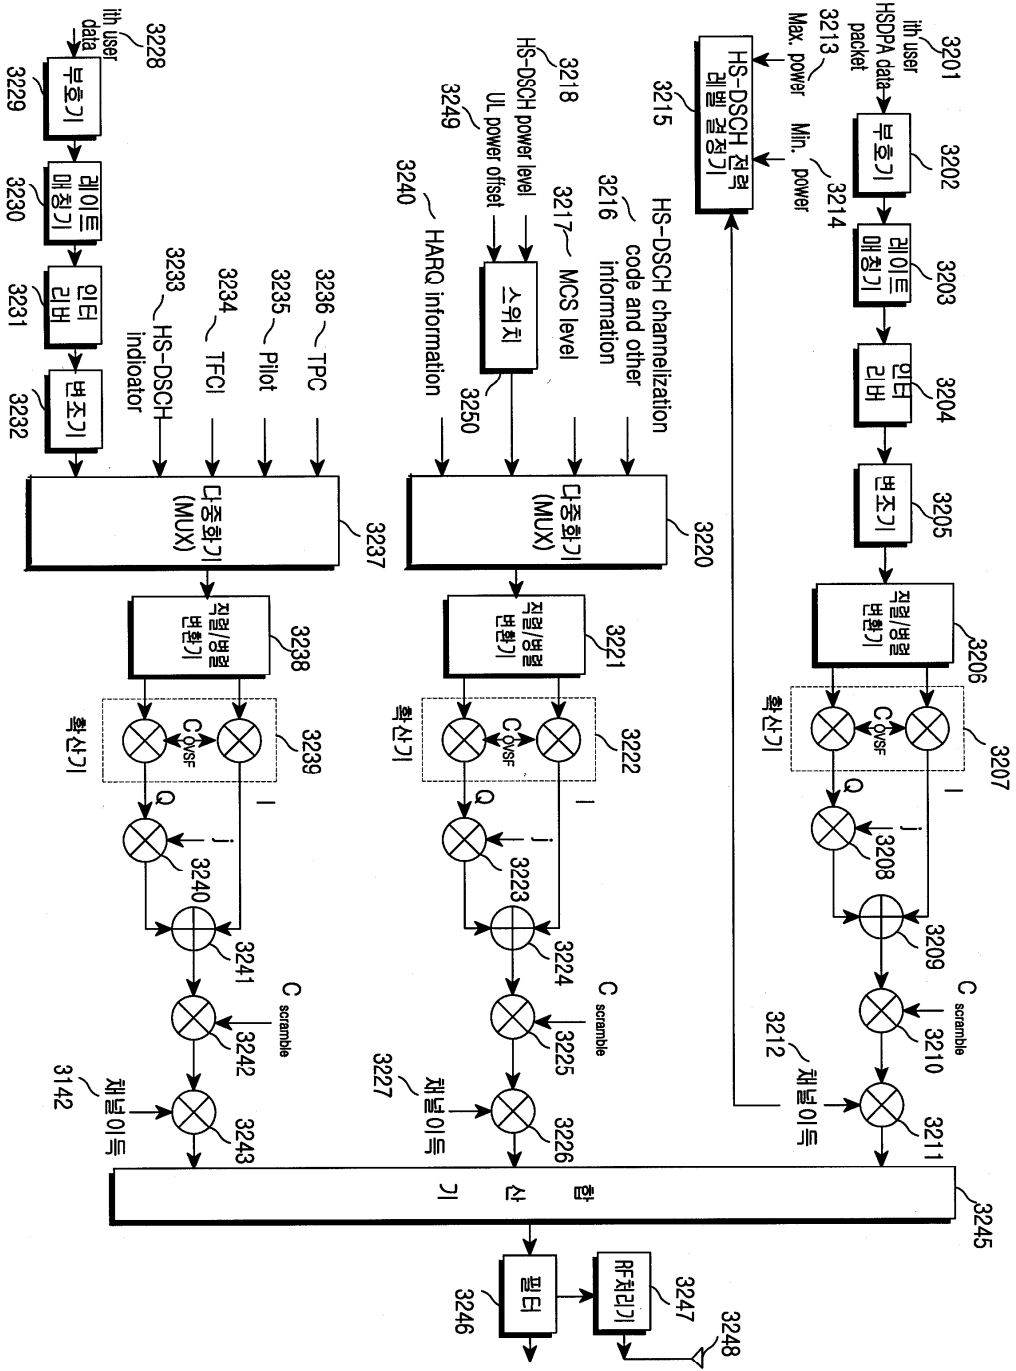 3201
ith user
HSDPA data
packet
부호기
3202
레이트
매칭기
3203
인터
리버
3204
변조기
3205
직렬/병렬
변환기
3206
COVSF
확산기
3207
I
Q
j
3208
3209
C scramble
3210
3212
채널이득
3211
3213
Max. power
Min. power
3214
HS-DSCH 전력
레벨 결정기
3215
HS-DSCH channelization
code and other
information
3216
3217
MCS level
3218
HS-DSCH power level
3249
UL power offset
스위치
3250
3240
HARQ information
다중화기
(MUX)
3220
직렬/병렬
변환기
3221
COVSF
확산기
3222
I
Q
j
3223
3224
C scramble
3225
채널이득
3227
3226
3228
ith user
data
부호기
3229
레이트
매칭기
3230
인터
리버
3231
변조기
3232
3233
HS-DSCH
indioator
3234
TFCI
3235
Pilot
3236
TPC
다중화기
(MUX)
3237
직렬/병렬
변환기
3238
COVSF
확산기
3239
I
Q
j
3240
3241
C scramble
3242
채널이득
3142
3243
합 산 기
3245
필터
3246
RF처리기
3247
3248